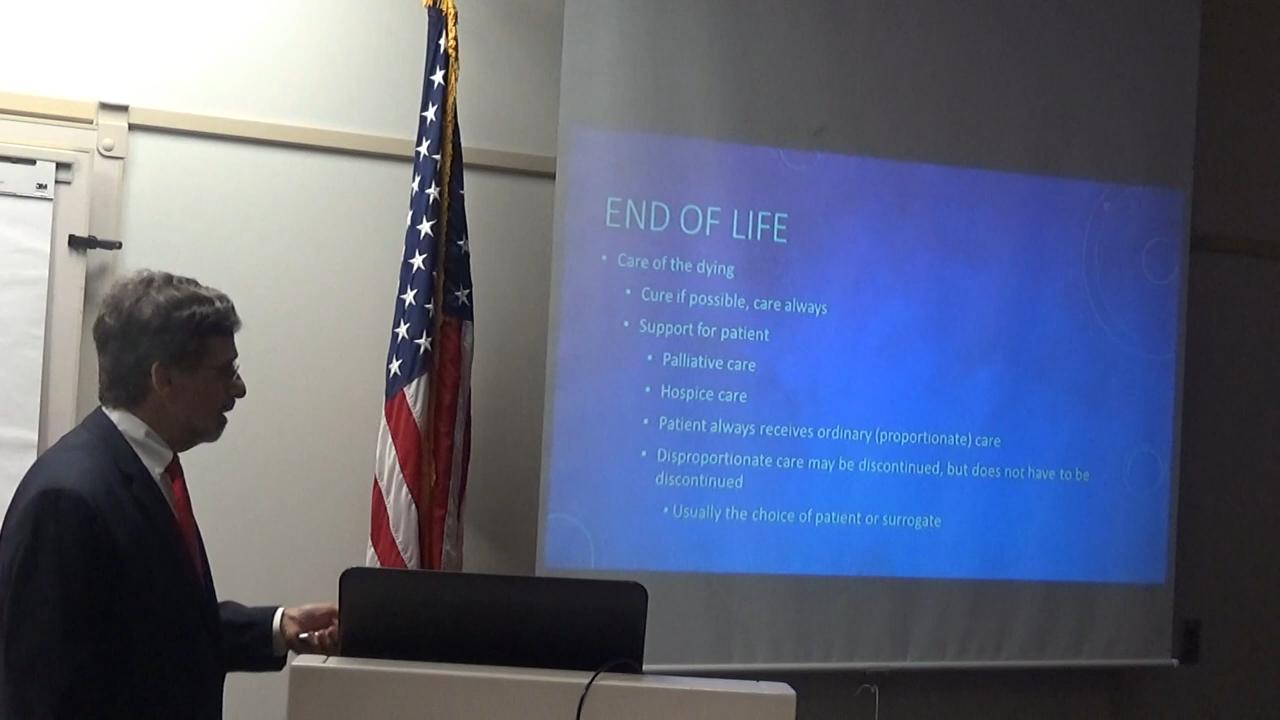 3M
END OF LIFE
• Care of the dying
• Cure if possible, care always
• Support for patient
• Palliative care
• Hospice care
• Patient always receives ordinary (proportionate) care
• Disproportionate care may be discontinued, but does not have to be
discontinued
• Usually the choice of patient or surrogate